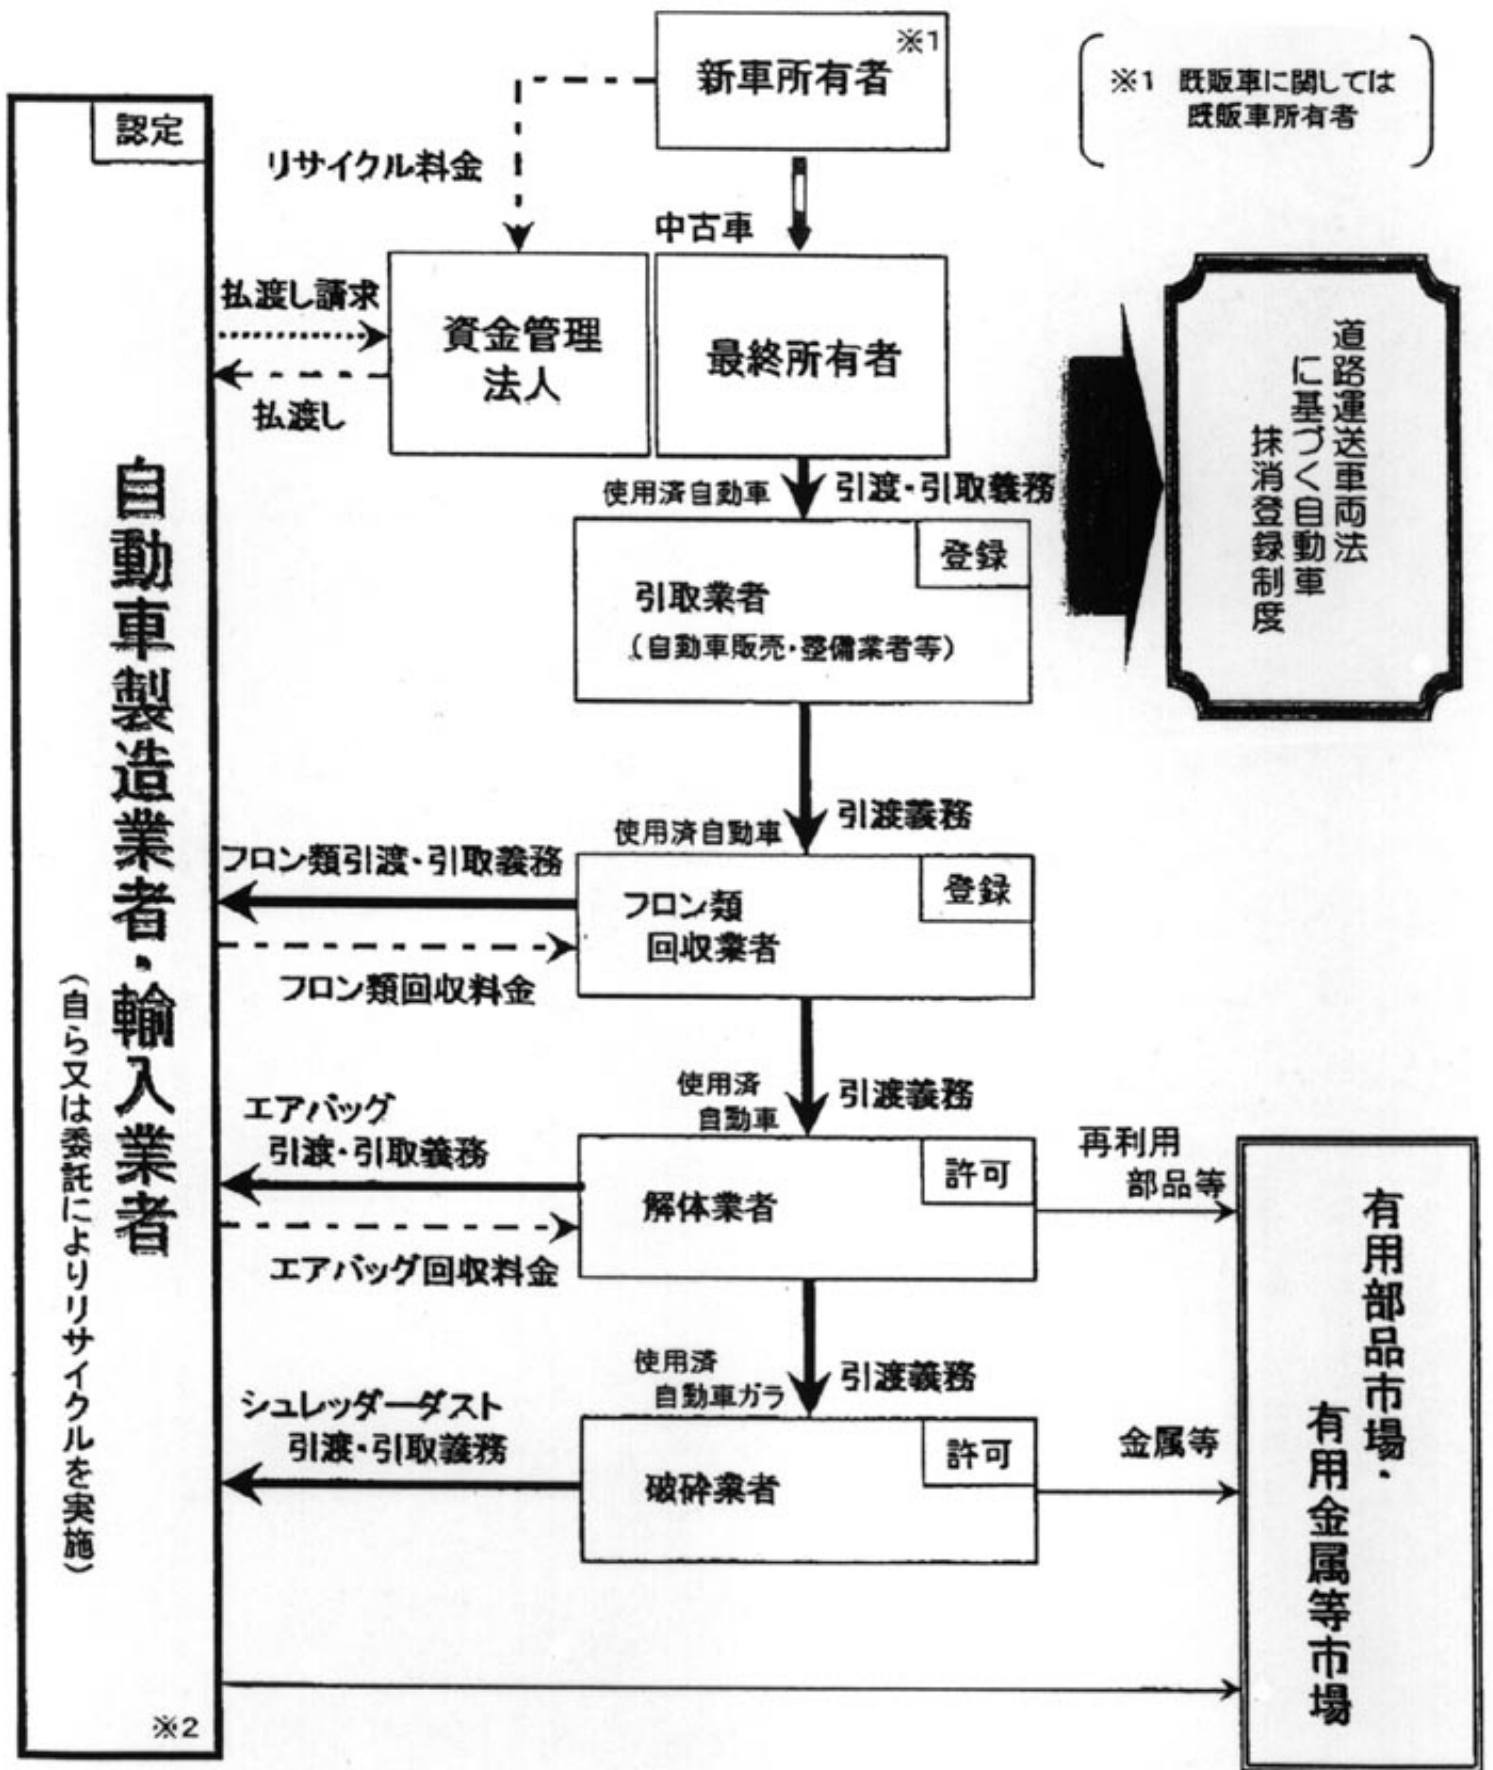 ※1
新車所有者
※1 既販車に関しては
既販車所有者
認定
リサイクル料金
中古車
払渡し請求
払渡し
資金管理
法人
最終所有者
道路運送車両法
に基づく自動車
抹消登録制度
使用済自動車
引渡・引取義務
登録
引取業者
(自動車販売・整備業者等)
使用済自動車
引渡義務
フロン類引渡・引取義務
登録
フロン類
回収業者
フロン類回収料金
自動車製造業者・輸入業者
(自ら又は委託によりリサイクルを実施)
使用済
自動車
引渡義務
エアバッグ
引渡・引取義務
許可
解体業者
エアバッグ回収料金
再利用
部品等
使用済
自動車ガラ
引渡義務
シュレッダーダスト
引渡・引取義務
許可
破砕業者
金属等
有用部品市場・
有用金属等市場
※2